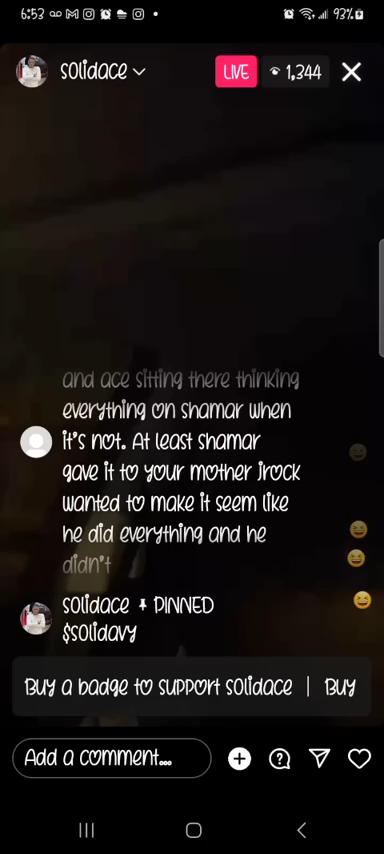 6:53 93%
solidace
LIVE 1,344
and ace sitting there thinking
everything on shamar when
it's not. At least shamar
gave it to your mother jrock
wanted to make it seem like
he did everything and he
didn't
solidace PINNED
$solidavy
Buy a badge to support solidace | Buy
Add a comment...